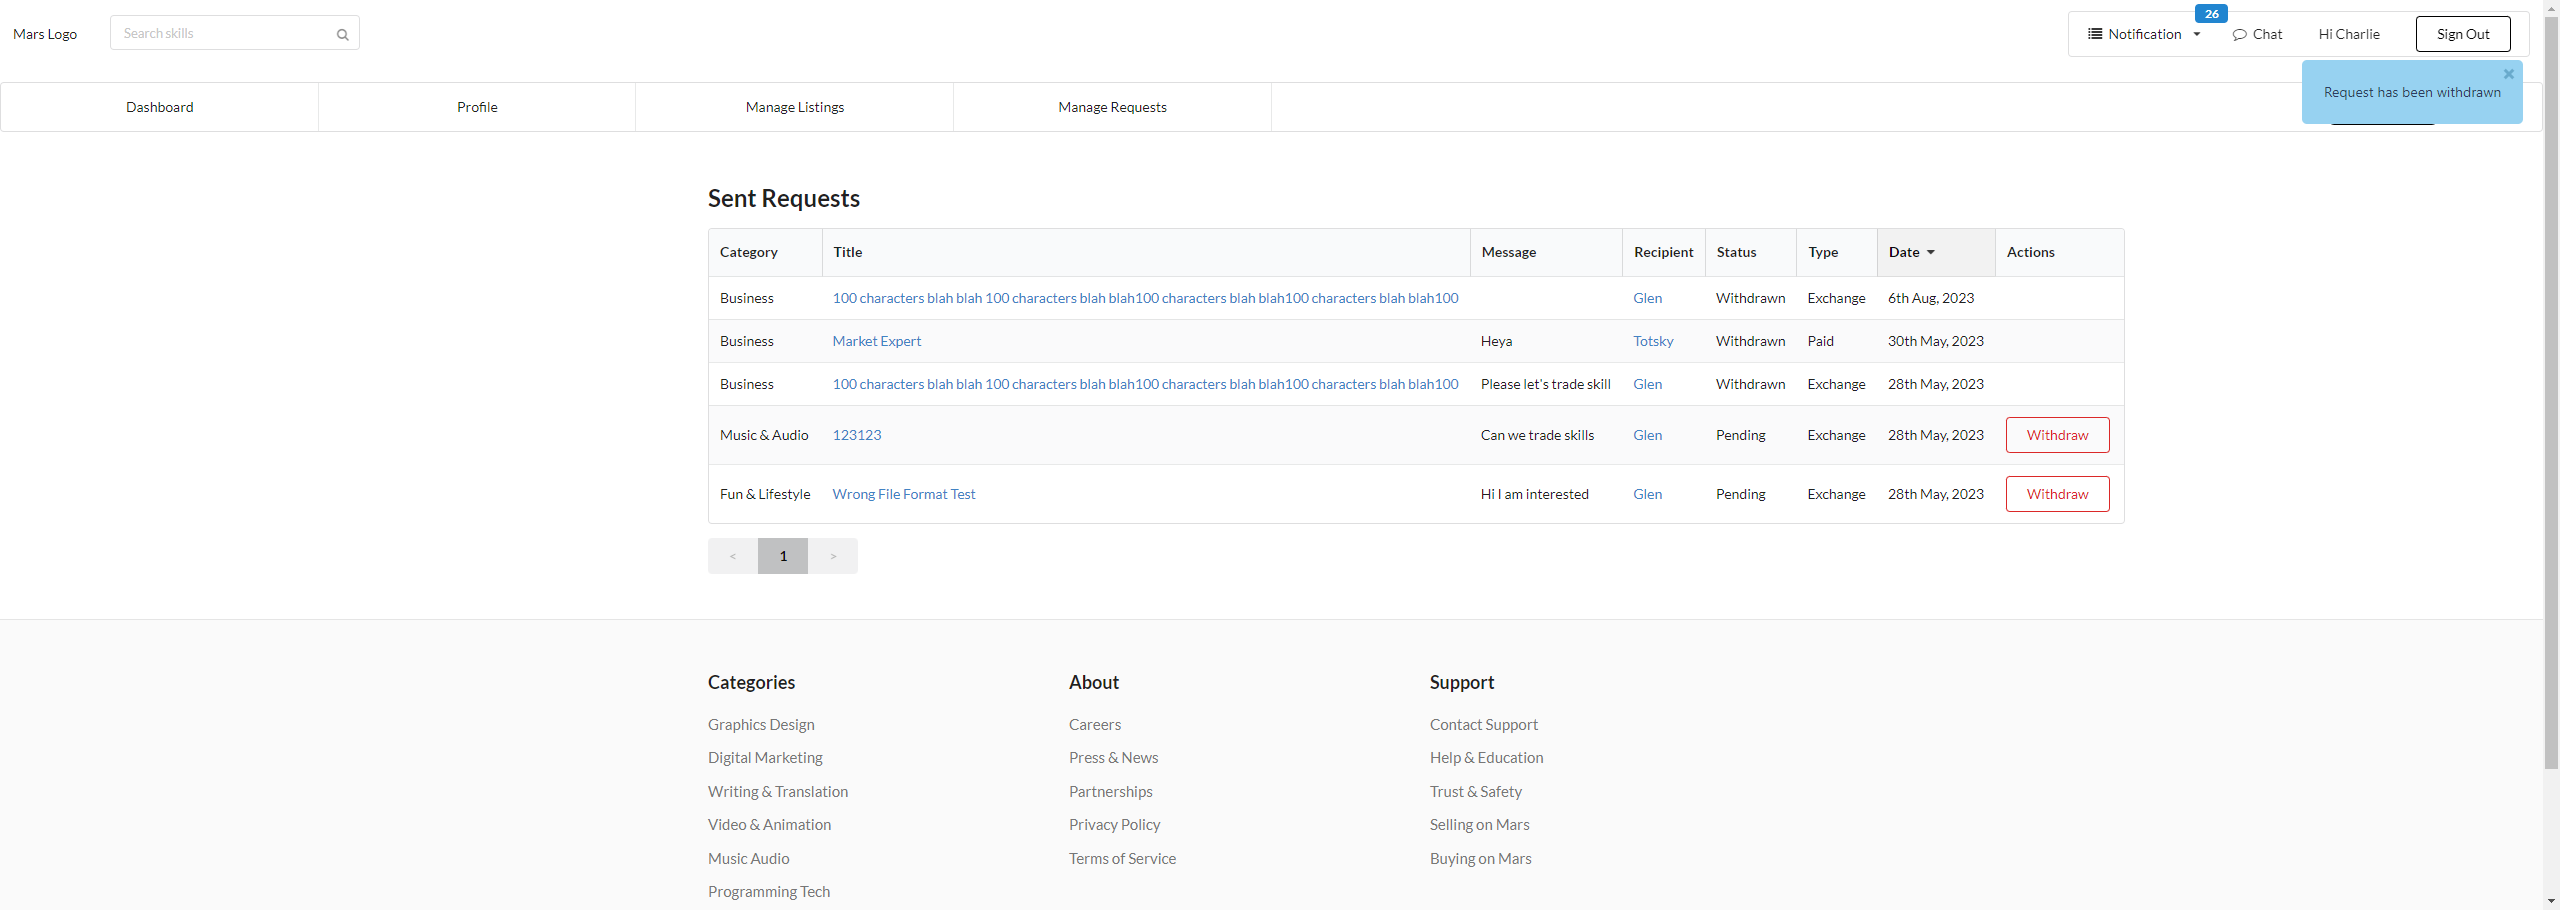 Mars Logo
Search skills
26
Notification
Chat
Hi Charlie
Sign Out
Request has been withdrawn
Dashboard
Profile
Manage Listings
Manage Requests
Sent Requests
Category Title Message Recipient Status Type Date Actions
Business 100 characters blah blah 100 characters blah blah100 characters blah blah100 characters blah blah100 Glen Withdrawn Exchange 6th Aug, 2023
Business Market Expert Heya Totsky Withdrawn Paid 30th May, 2023
Business 100 characters blah blah 100 characters blah blah100 characters blah blah100 characters blah blah100 Please let's trade skill Glen Withdrawn Exchange 28th May, 2023
Music & Audio 123123 Can we trade skills Glen Pending Exchange 28th May, 2023 Withdraw
Fun & Lifestyle Wrong File Format Test Hi I am interested Glen Pending Exchange 28th May, 2023 Withdraw
< 1 >
Categories
Graphics Design
Digital Marketing
Writing & Translation
Video & Animation
Music Audio
Programming Tech
About
Careers
Press & News
Partnerships
Privacy Policy
Terms of Service
Support
Contact Support
Help & Education
Trust & Safety
Selling on Mars
Buying on Mars